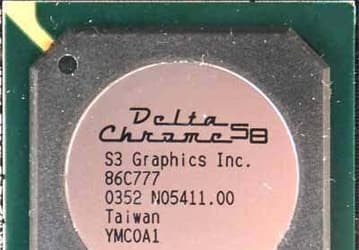 Delta
Chrome S8
S3 Graphics Inc.
86C777
0352 N05411.00
Taiwan
YMC0A1